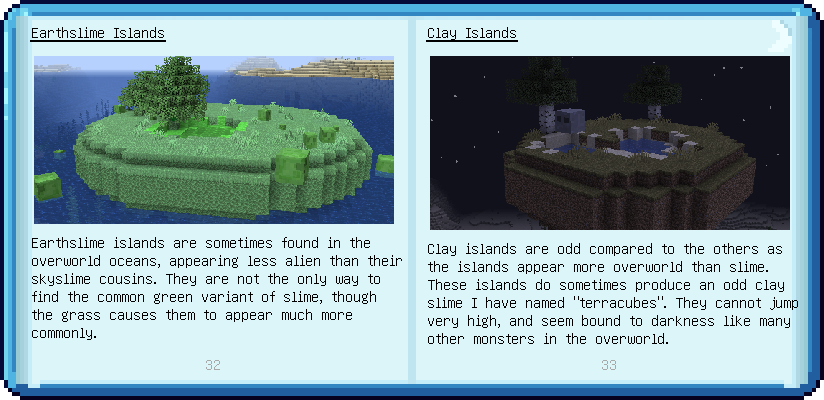 Earthslime Islands
Earthslime islands are sometimes found in the
overworld oceans, appearing less alien than their
skyslime cousins. They are not the only way to
find the common green variant of slime, though
the grass causes them to appear much more
commonly.
32
Clay Islands
Clay islands are odd compared to the others as
the islands appear more overworld than slime.
These islands do sometimes produce an odd clay
slime I have named "terracubes". They cannot jump
very high, and seem bound to darkness like many
other monsters in the overworld.
33